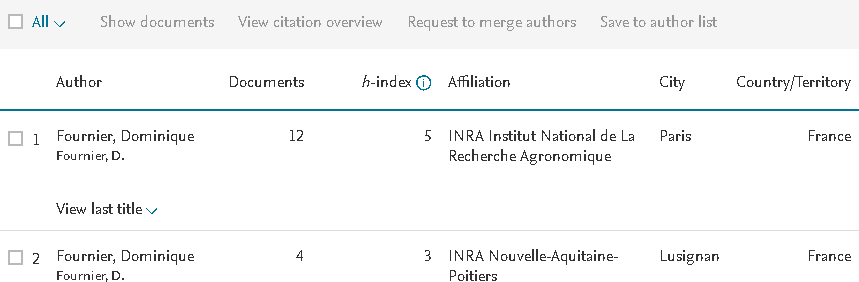 All Show documents View citation overview Request to merge authors Save to author list
Author Documents h-index i Affiliation City Country/Territory
1 Fournier, Dominique 12 5 INRA Institut National de La Paris France
Fournier, D. Recherche Agronomique
View last title
2 Fournier, Dominique 4 3 INRA Nouvelle-Aquitaine- Lusignan France
Fournier, D. Poitiers